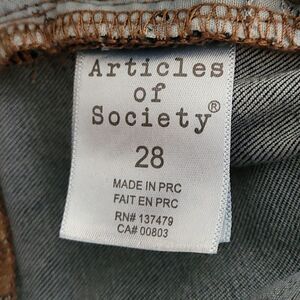 Articles
of
Society®
28
MADE IN PRC
FAIT EN PRC
RN# 137479
CA# 00803